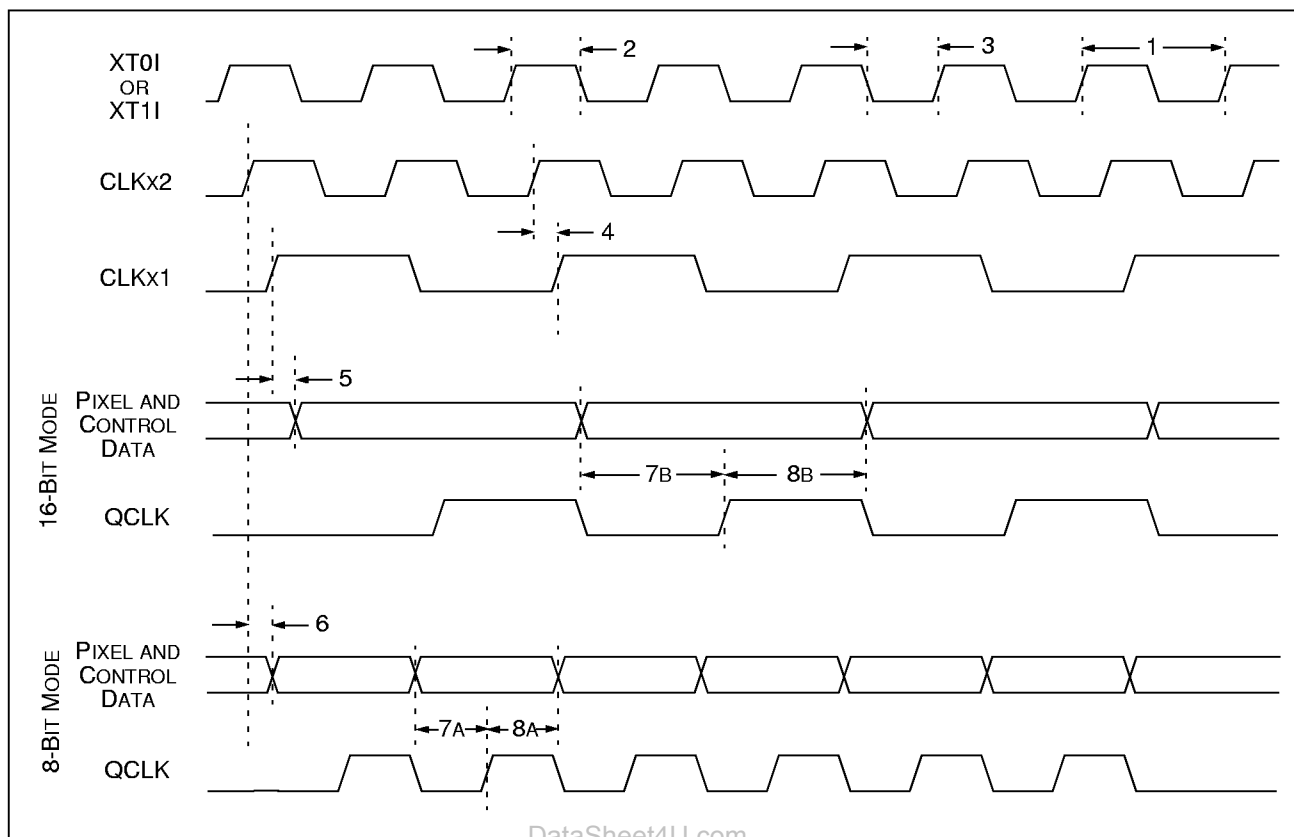 XT0I
OR
XT1I
2
3
1
CLKX2
CLKX1
4
16-BIT MODE
5
PIXEL AND
CONTROL
DATA
7B
8B
QCLK
8-BIT MODE
6
PIXEL AND
CONTROL
DATA
7A
8A
QCLK
DataSheet4U.com